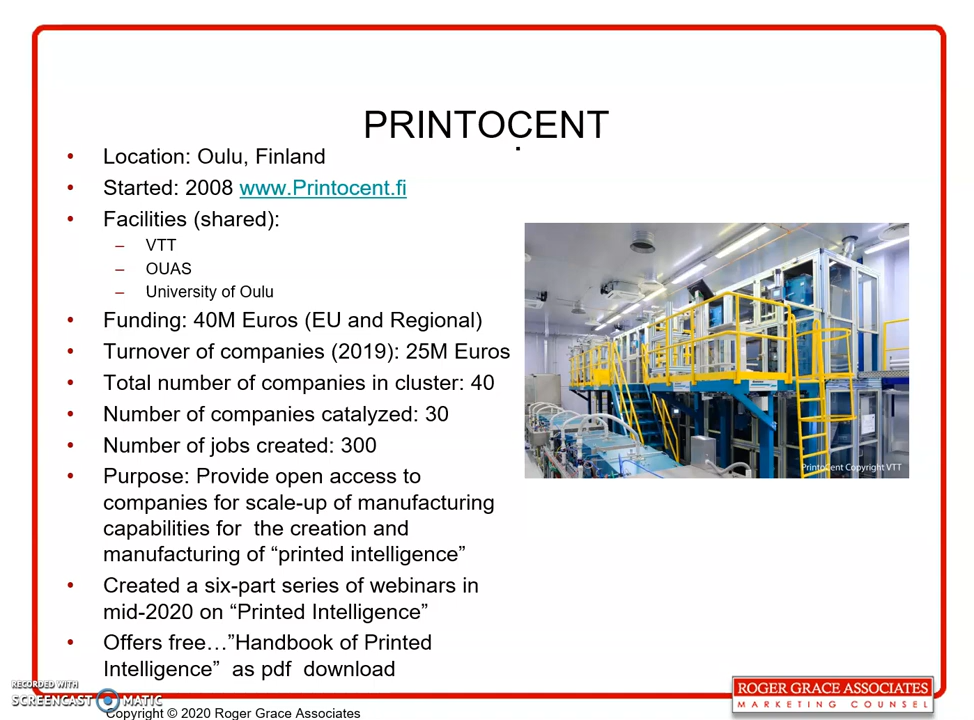 PRINTOCENT
.
• Location: Oulu, Finland
• Started: 2008 www.Printocent.fi
• Facilities (shared):
– VTT
– OUAS
– University of Oulu
• Funding: 40M Euros (EU and Regional)
• Turnover of companies (2019): 25M Euros
• Total number of companies in cluster: 40
• Number of companies catalyzed: 30
• Number of jobs created: 300
• Purpose: Provide open access to
companies for scale-up of manufacturing
capabilities for  the creation and
manufacturing of “printed intelligence”
• Created a six-part series of webinars in
mid-2020 on “Printed Intelligence”
• Offers free…”Handbook of Printed
Intelligence”  as pdf  download
PrintoCent Copyright VTT
RECORDED WITH
SCREENCAST MATIC
Copyright © 2020 Roger Grace Associates
ROGER GRACE ASSOCIATES
MARKETING COUNSEL